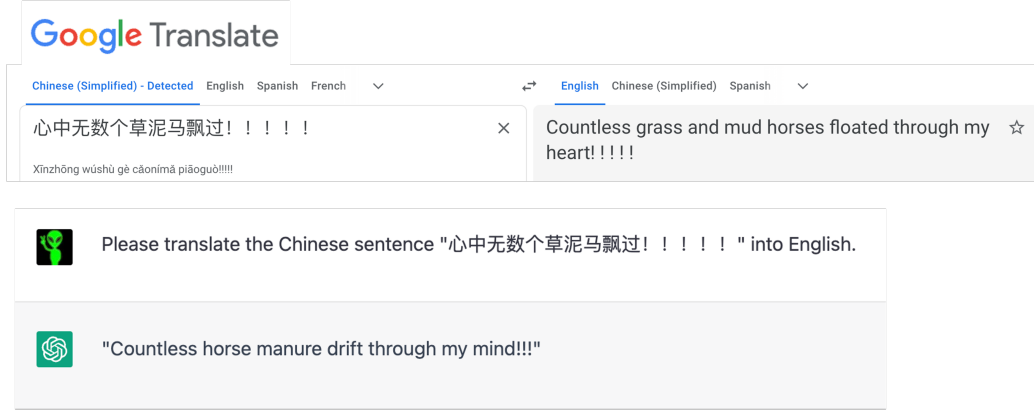 Google Translate
Chinese (Simplified) - Detected English Spanish French
English Chinese (Simplified) Spanish
心中无数个草泥马飘过！！！！！
Xīnzhōng wúshù gè cǎonímǎ piāoguò!!!!!
Countless grass and mud horses floated through my
heart! ! ! ! !
Please translate the Chinese sentence "心中无数个草泥马飘过！！！！！" into English.
"Countless horse manure drift through my mind!!!"